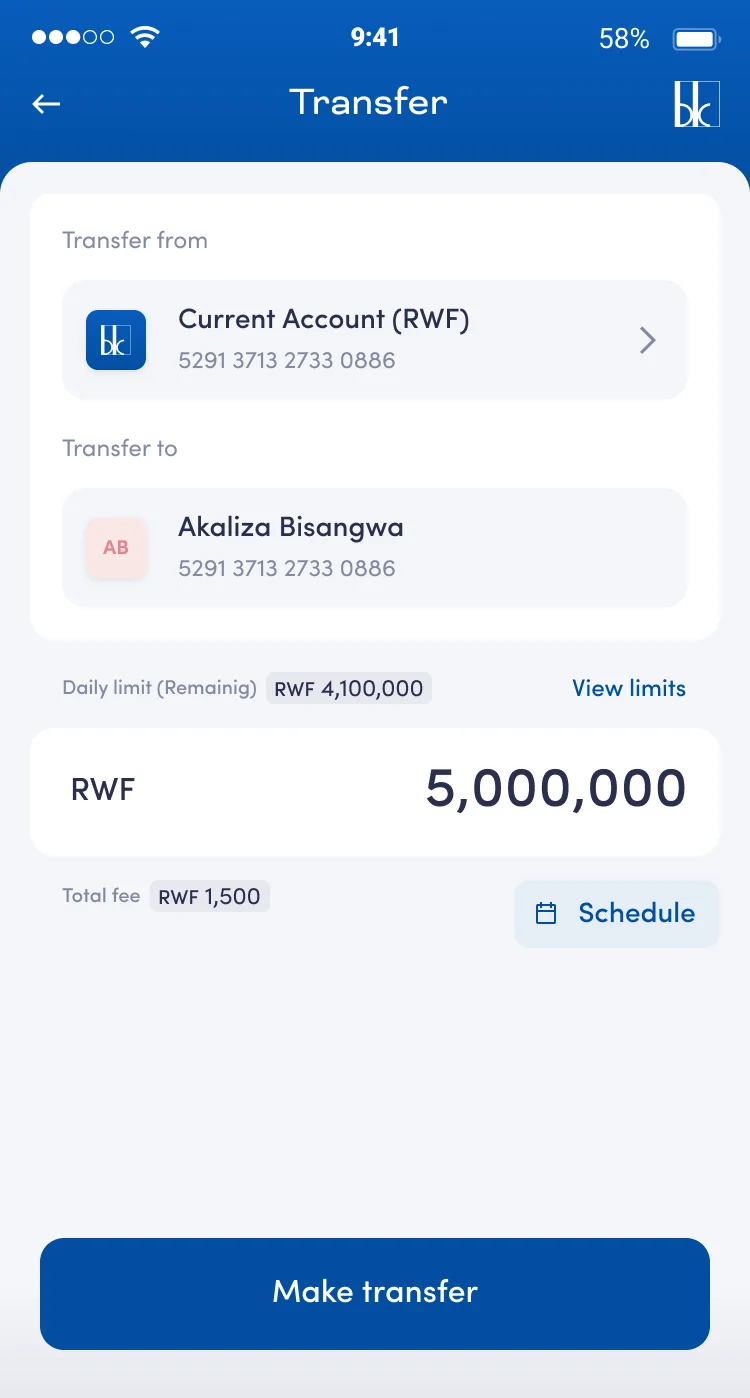 9:41
58%
Transfer
bk
Transfer from
bk
Current Account (RWF)
5291 3713 2733 0886
Transfer to
AB
Akaliza Bisangwa
5291 3713 2733 0886
Daily limit (Remainig) RWF 4,100,000 View limits
RWF 5,000,000
Total fee RWF 1,500
Schedule
Make transfer